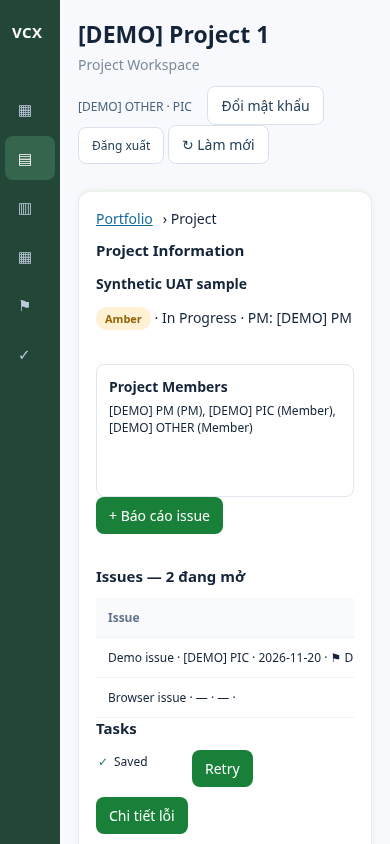 VCX
[DEMO] Project 1
Project Workspace
[DEMO] OTHER · PIC
Đổi mật khẩu
Đăng xuất
↻ Làm mới
Portfolio › Project
Project Information
Synthetic UAT sample
Amber · In Progress · PM: [DEMO] PM
Project Members
[DEMO] PM (PM), [DEMO] PIC (Member),
[DEMO] OTHER (Member)
+ Báo cáo issue
Issues — 2 đang mở
Issue
Demo issue · [DEMO] PIC · 2026-11-20 · ⚑ D
Browser issue · — · — ·
Tasks
✓ Saved
Retry
Chi tiết lỗi